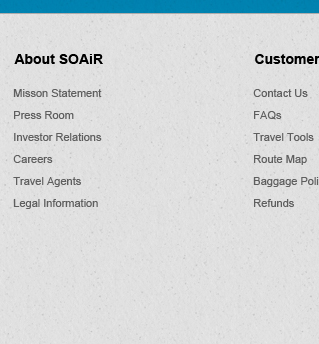 About SOAiR
Misson Statement
Press Room
Investor Relations
Careers
Travel Agents
Legal Information
Customer
Contact Us
FAQs
Travel Tools
Route Map
Baggage Poli
Refunds